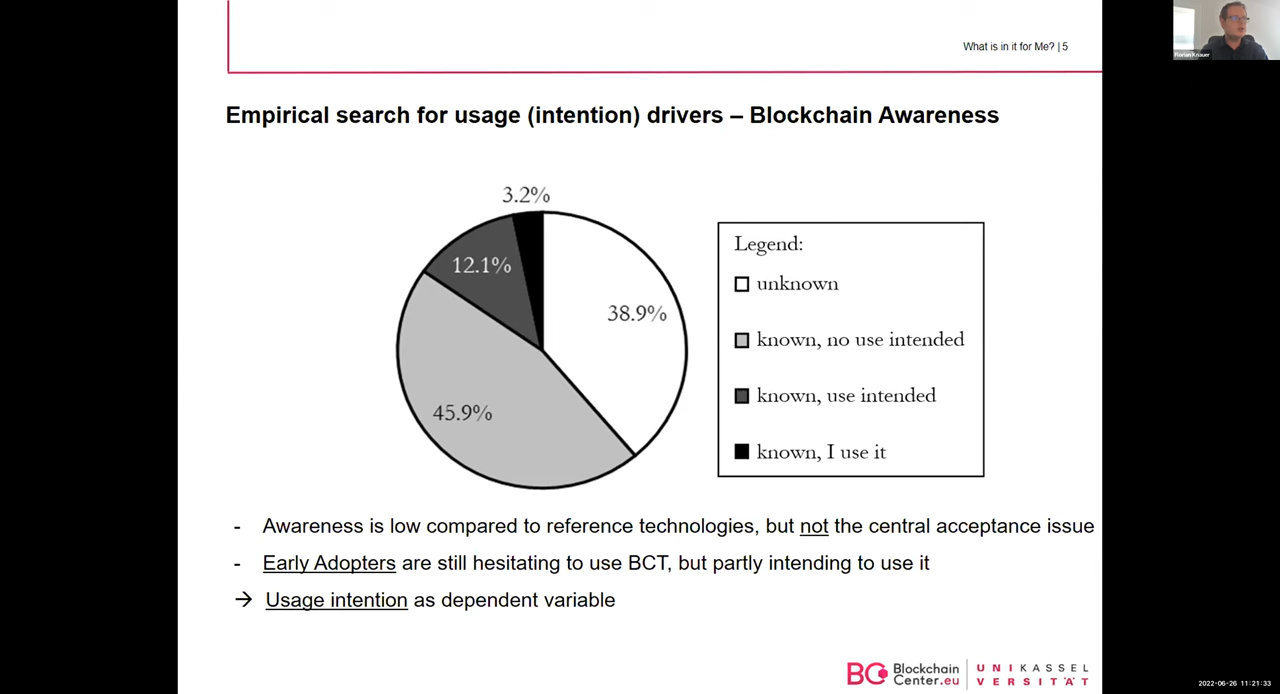 What is in it for Me? | 5
Florian Knauer
Empirical search for usage (intention) drivers – Blockchain Awareness
3.2%
12.1%
38.9%
45.9%
Legend:
unknown
known, no use intended
known, use intended
known, I use it
- Awareness is low compared to reference technologies, but not the central acceptance issue
- Early Adopters are still hesitating to use BCT, but partly intending to use it
→ Usage intention as dependent variable
BC Blockchain Center.eu
UNIKASSEL
VERSITÄT
2022-06-26 11:21:33